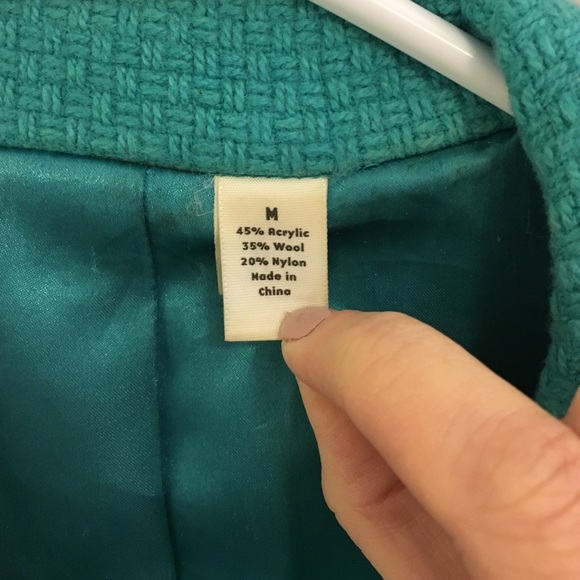 M
45% Acrylic
35% Wool
20% Nylon
Made in
China